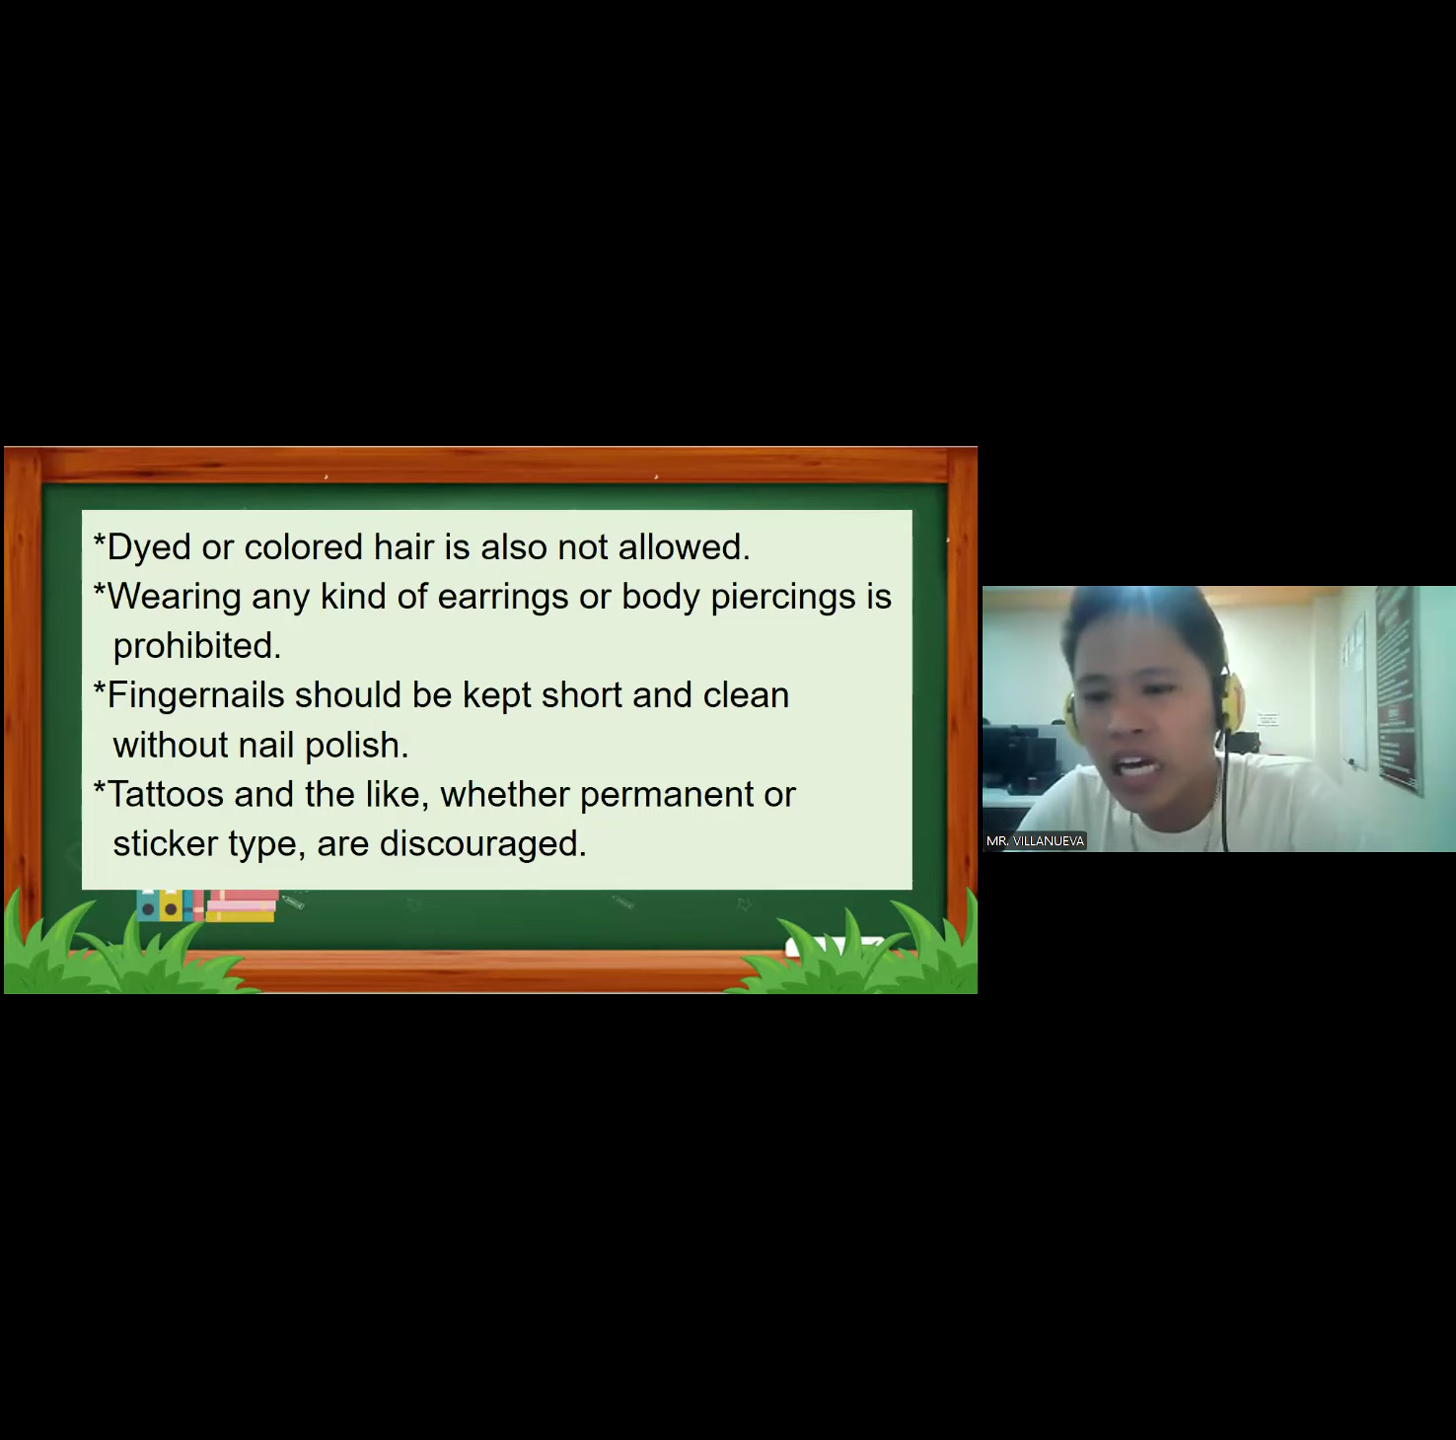 *Dyed or colored hair is also not allowed.
*Wearing any kind of earrings or body piercings is
prohibited.
*Fingernails should be kept short and clean
without nail polish.
*Tattoos and the like, whether permanent or
sticker type, are discouraged.
MR. VILLANUEVA